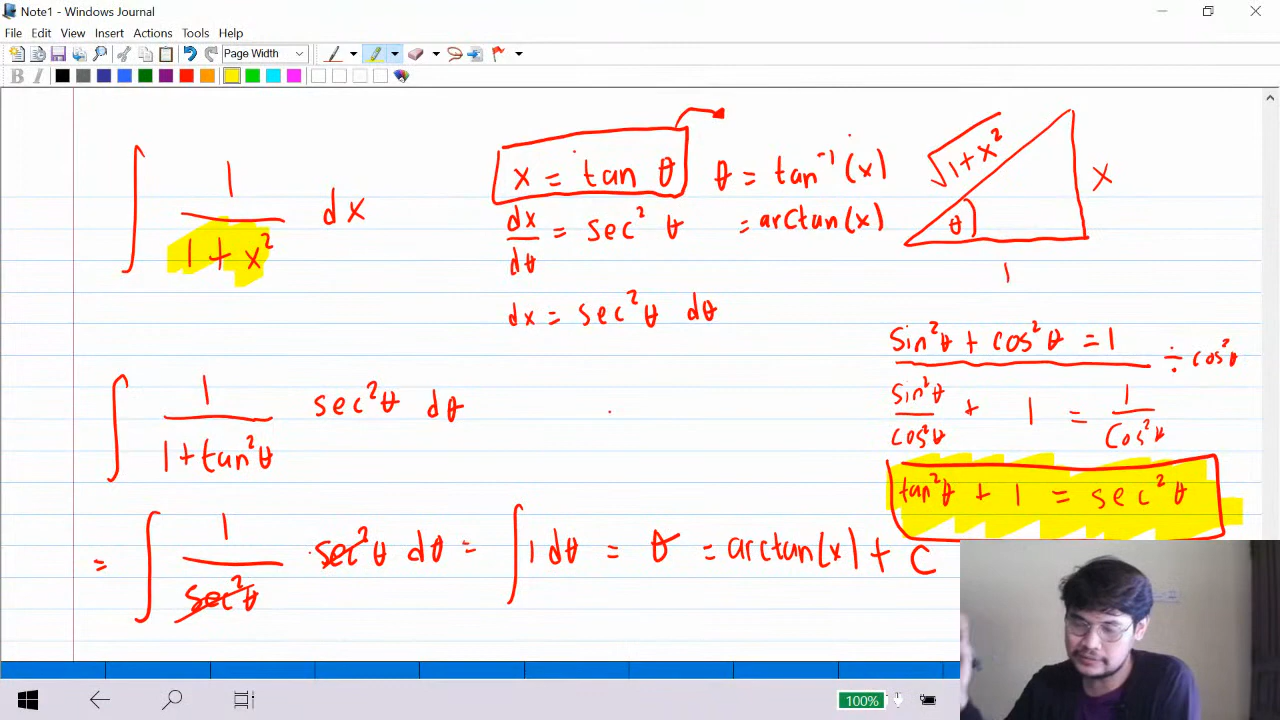 Note1 - Windows Journal
File Edit View Insert Actions Tools Help
Page Width
B I
∫ 1/(1 + x²) dx
x = tan θ
θ = tan⁻¹(x)
= arctan(x)
dx/dθ = sec²θ
dx = sec²θ dθ
√1+x²
x
θ
1
sin²θ + cos²θ = 1 ÷ cos²θ
sin²θ/cos²θ + 1 = 1/cos²θ
tan²θ + 1 = sec²θ
∫ 1/(1+tan²θ) sec²θ dθ
= ∫ 1/sec²θ · sec²θ dθ = ∫ 1 dθ = θ = arctan(x) + C
100%